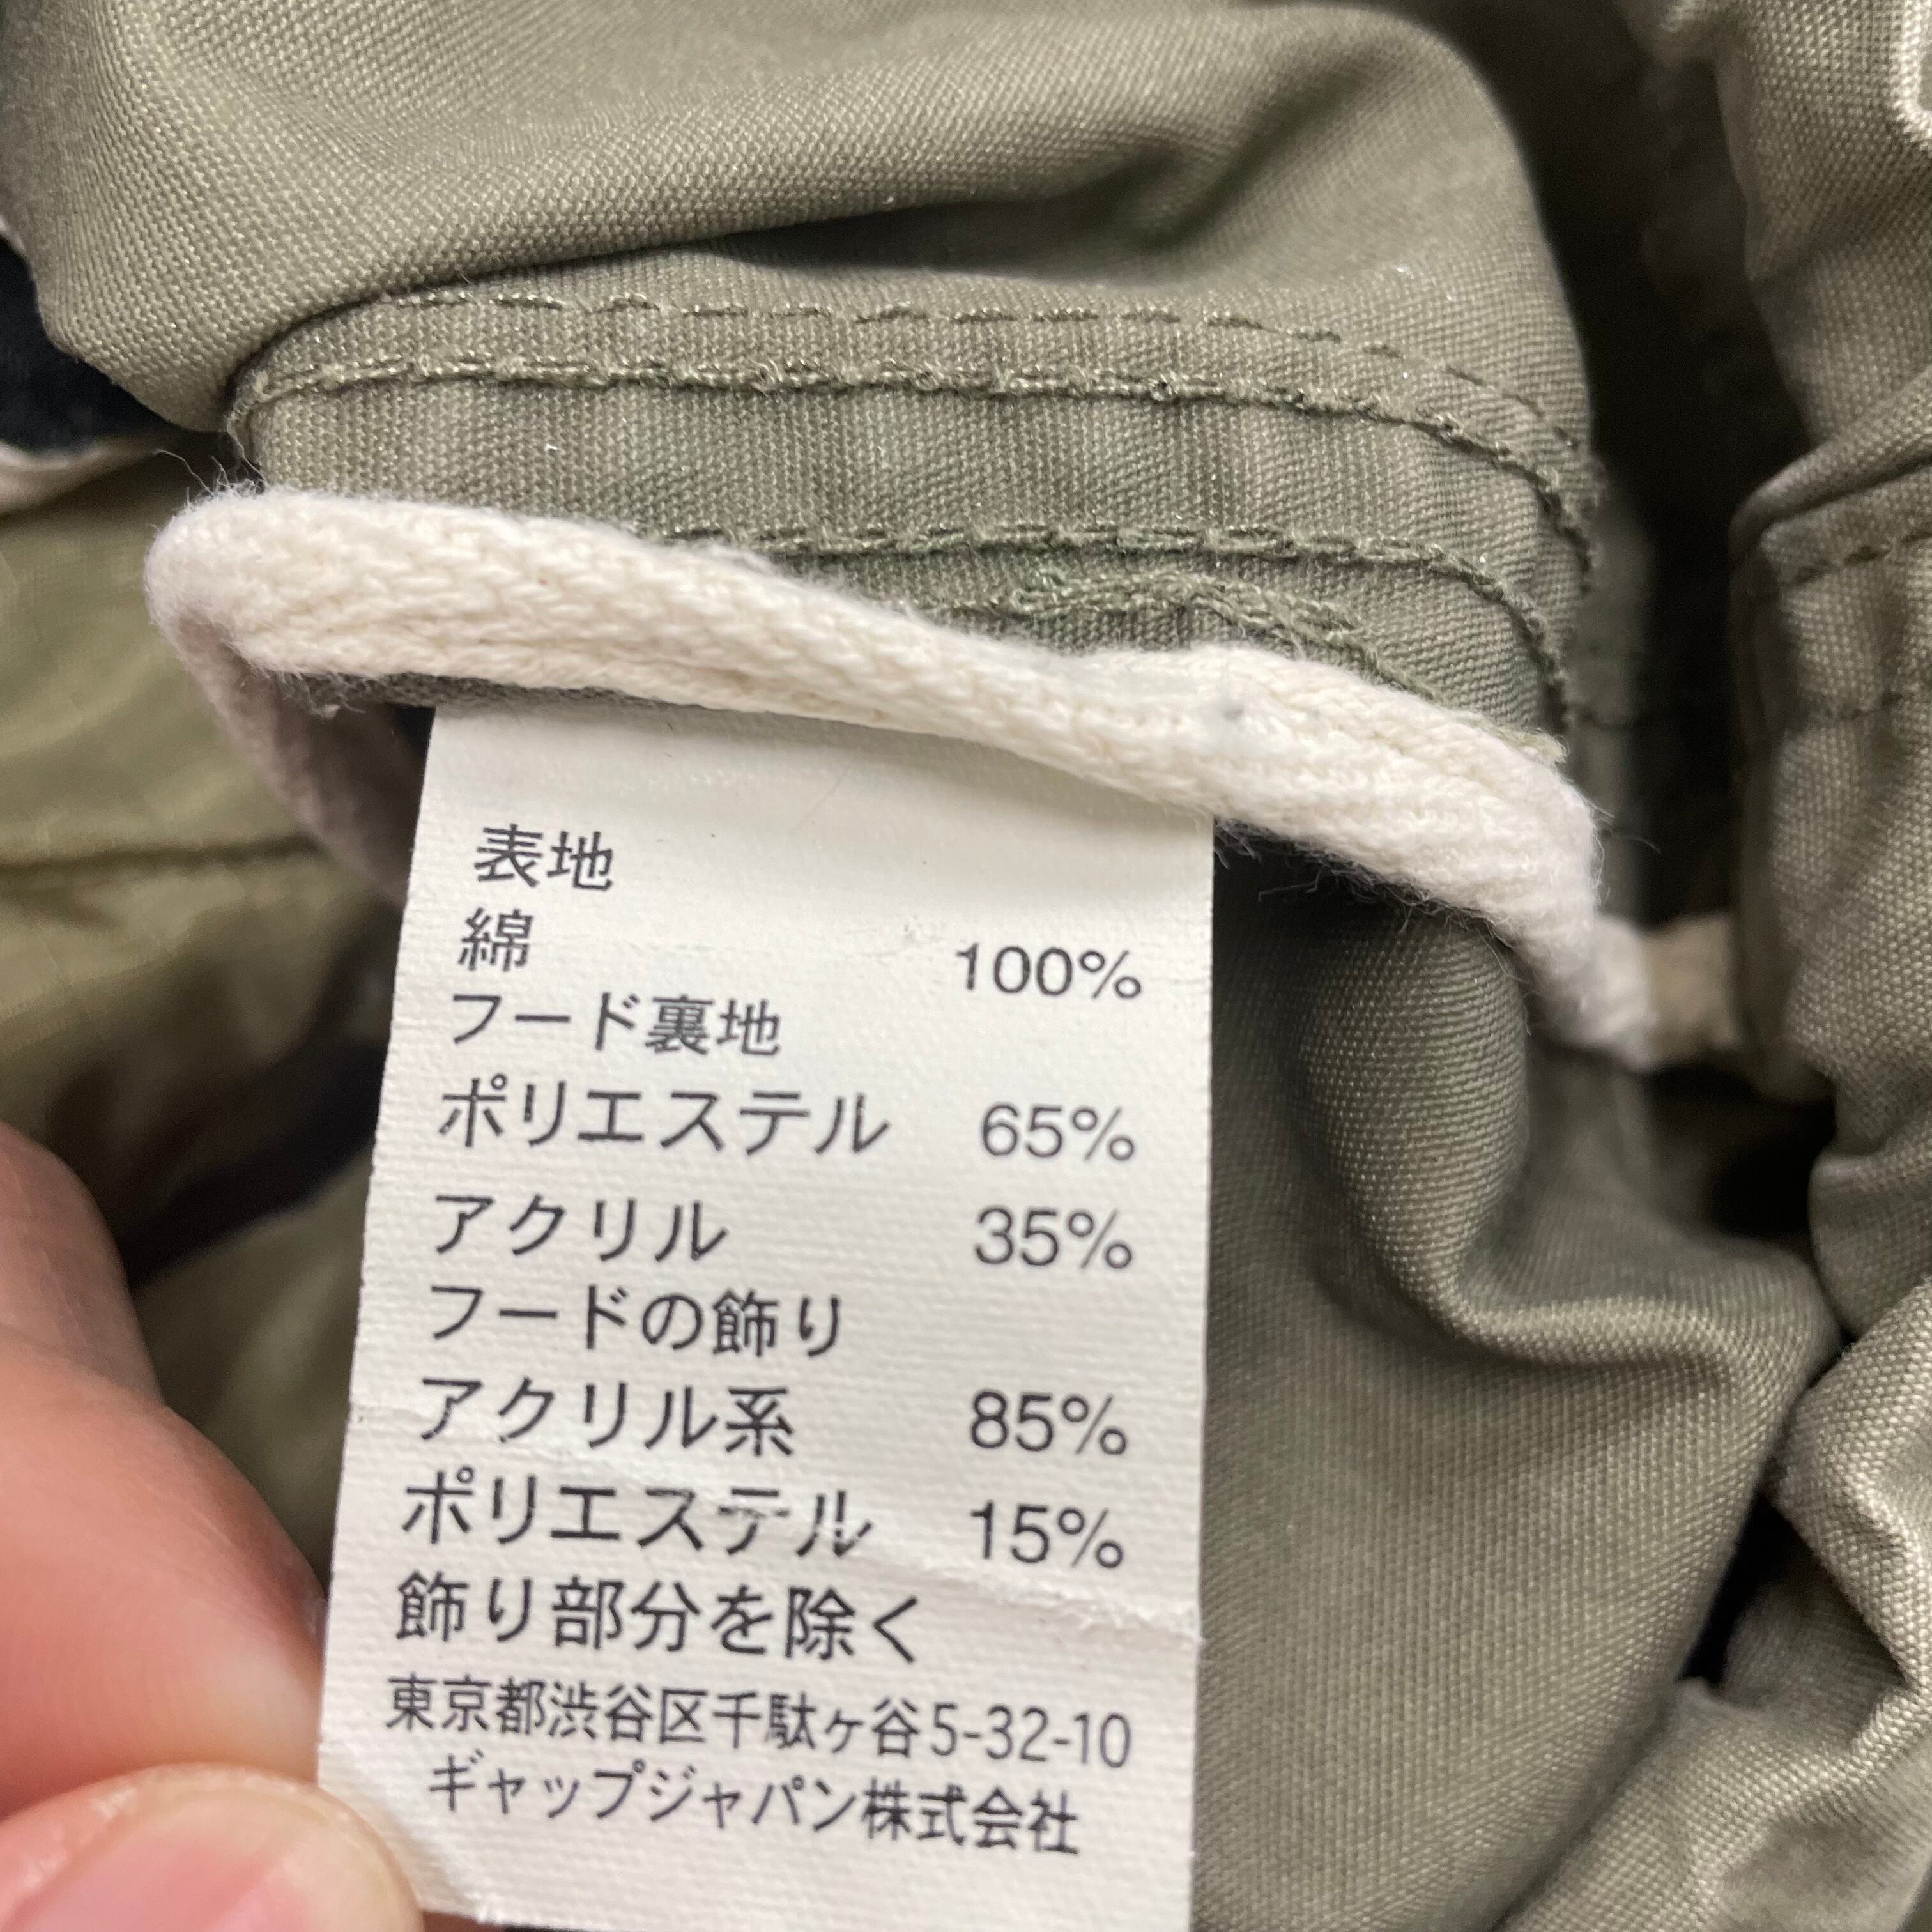 表地
綿 100%
フード裏地
ポリエステル 65%
アクリル 35%
フードの飾り
アクリル系 85%
ポリエステル 15%
飾り部分を除く
東京都渋谷区千駄ヶ谷5-32-10
ギャップジャパン株式会社